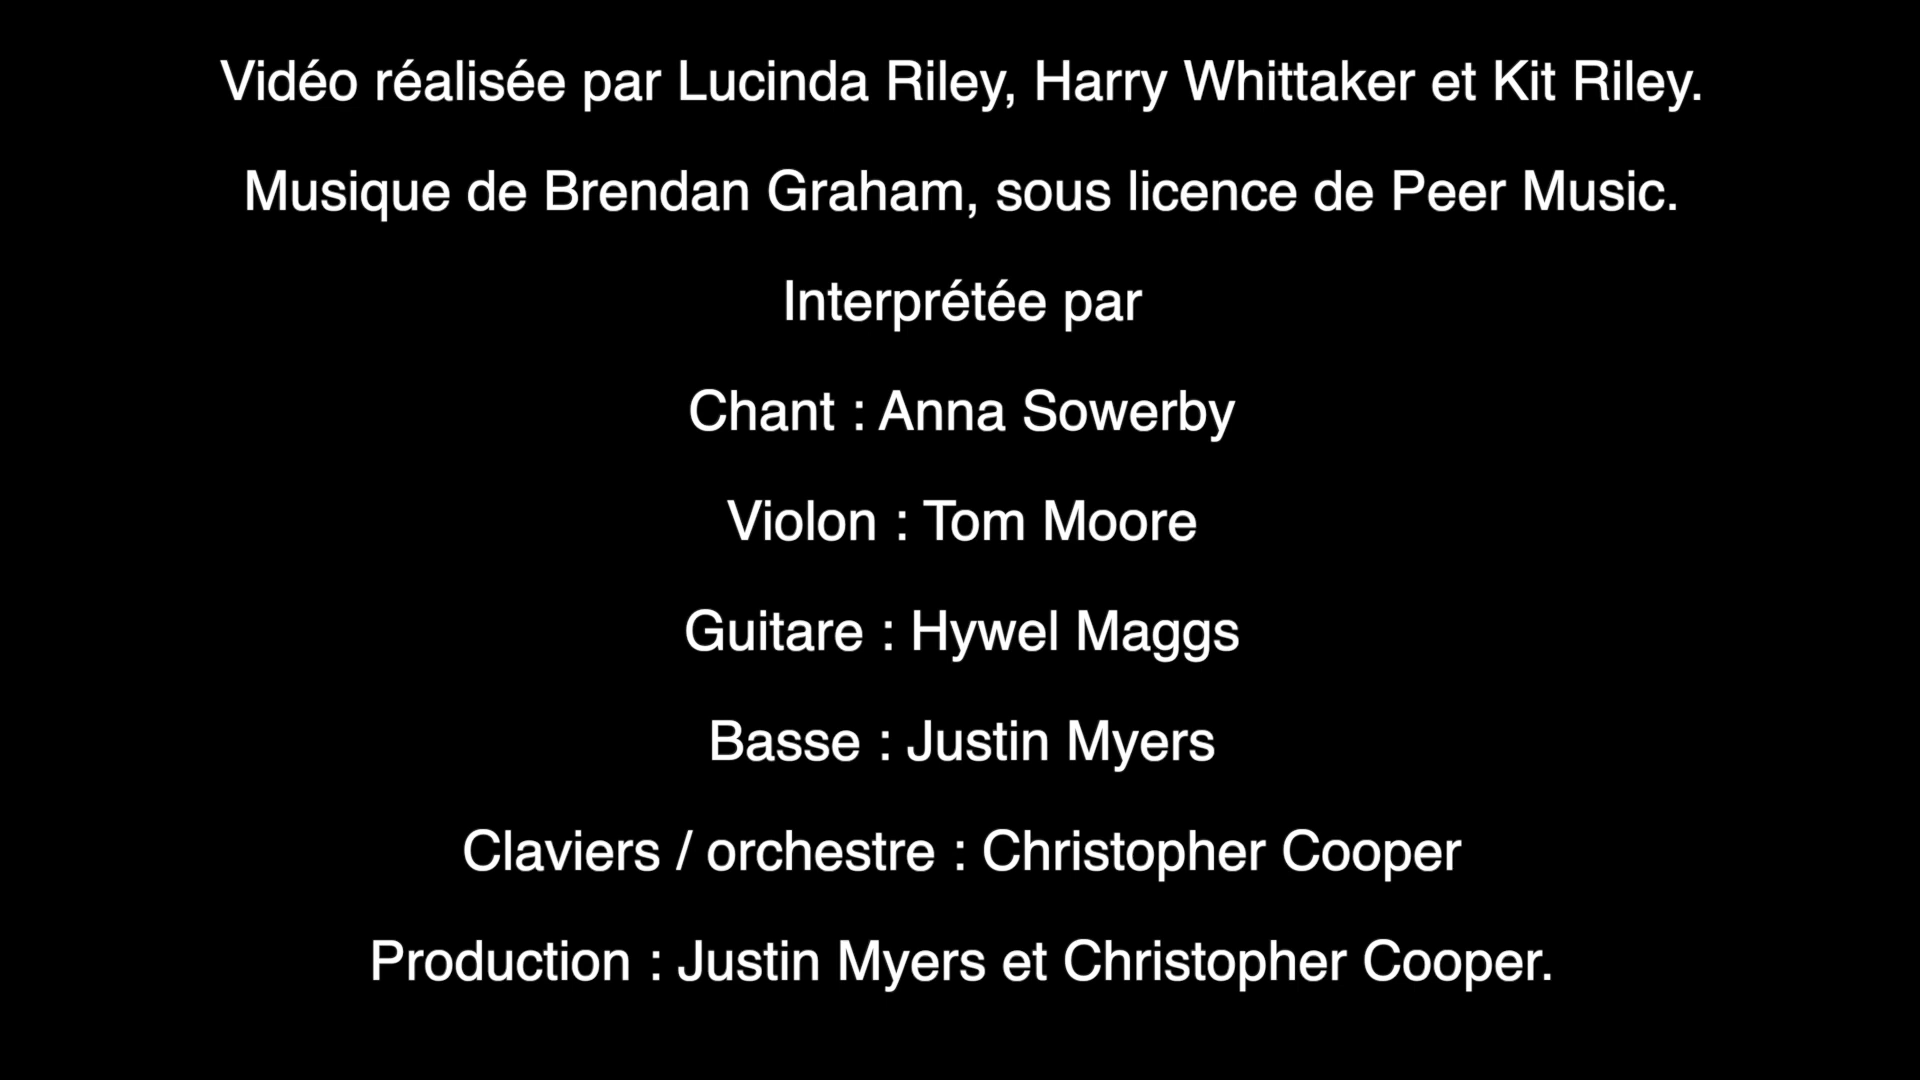 Vidéo réalisée par Lucinda Riley, Harry Whittaker et Kit Riley.
Musique de Brendan Graham, sous licence de Peer Music.
Interprétée par
Chant : Anna Sowerby
Violon : Tom Moore
Guitare : Hywel Maggs
Basse : Justin Myers
Claviers / orchestre : Christopher Cooper
Production : Justin Myers et Christopher Cooper.